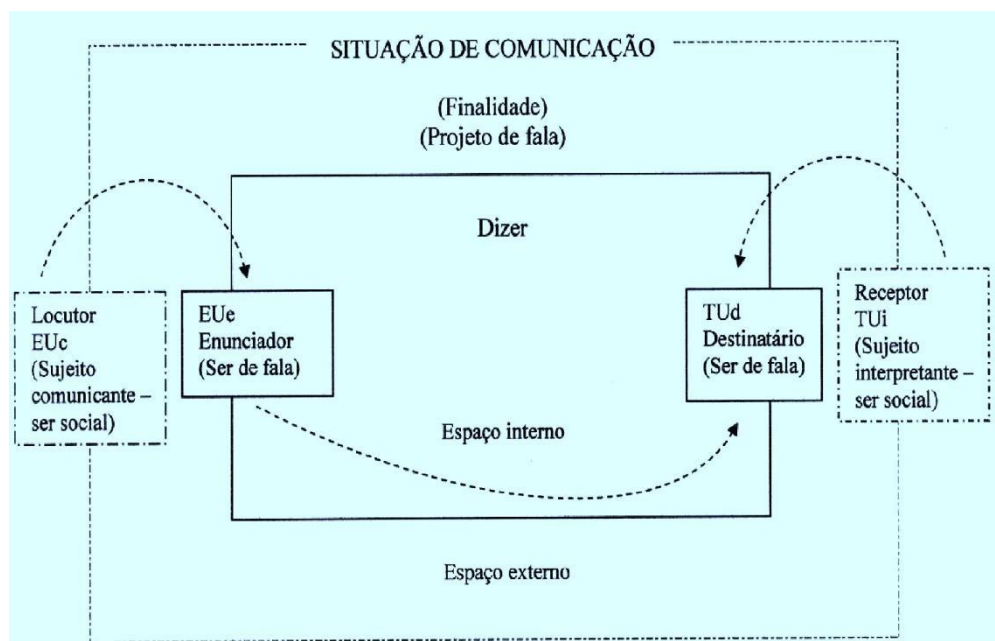 SITUAÇÃO DE COMUNICAÇÃO
(Finalidade)
(Projeto de fala)
Dizer
Locutor
EUc
(Sujeito
comunicante –
ser social)
EUe
Enunciador
(Ser de fala)
TUd
Destinatário
(Ser de fala)
Receptor
TUi
(Sujeito
interpretante –
ser social)
Espaço interno
Espaço externo